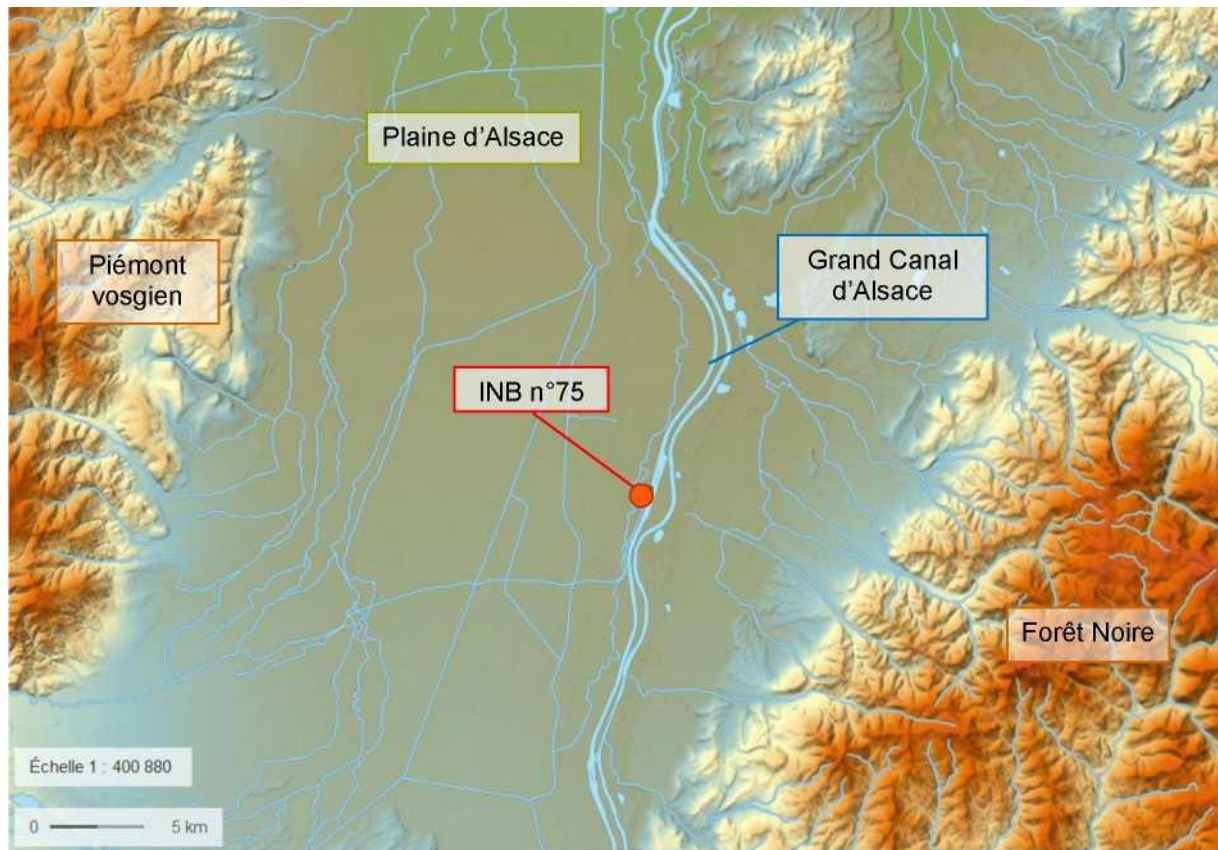 Plaine d'Alsace
Piémont
vosgien
Grand Canal
d'Alsace
INB n°75
Forêt Noire
Échelle 1 : 400 880
0 5 km